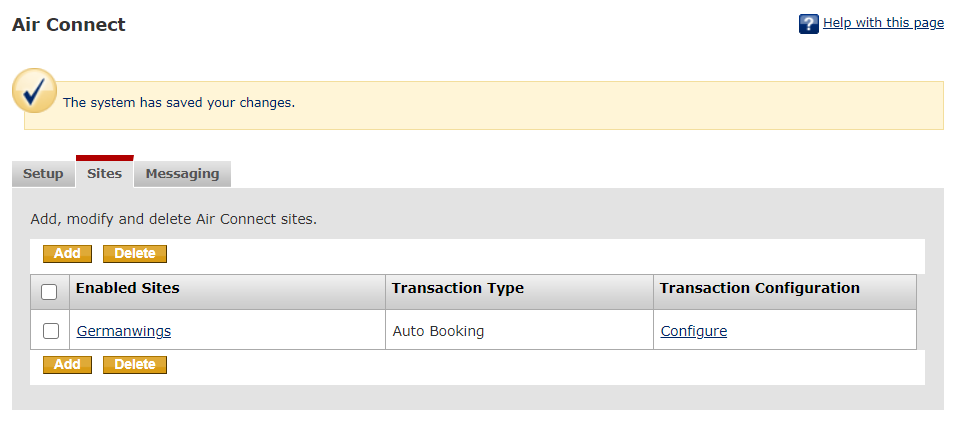 Air Connect
? Help with this page
The system has saved your changes.
Setup Sites Messaging
Add, modify and delete Air Connect sites.
Add Delete
Enabled Sites Transaction Type Transaction Configuration
Germanwings Auto Booking Configure
Add Delete